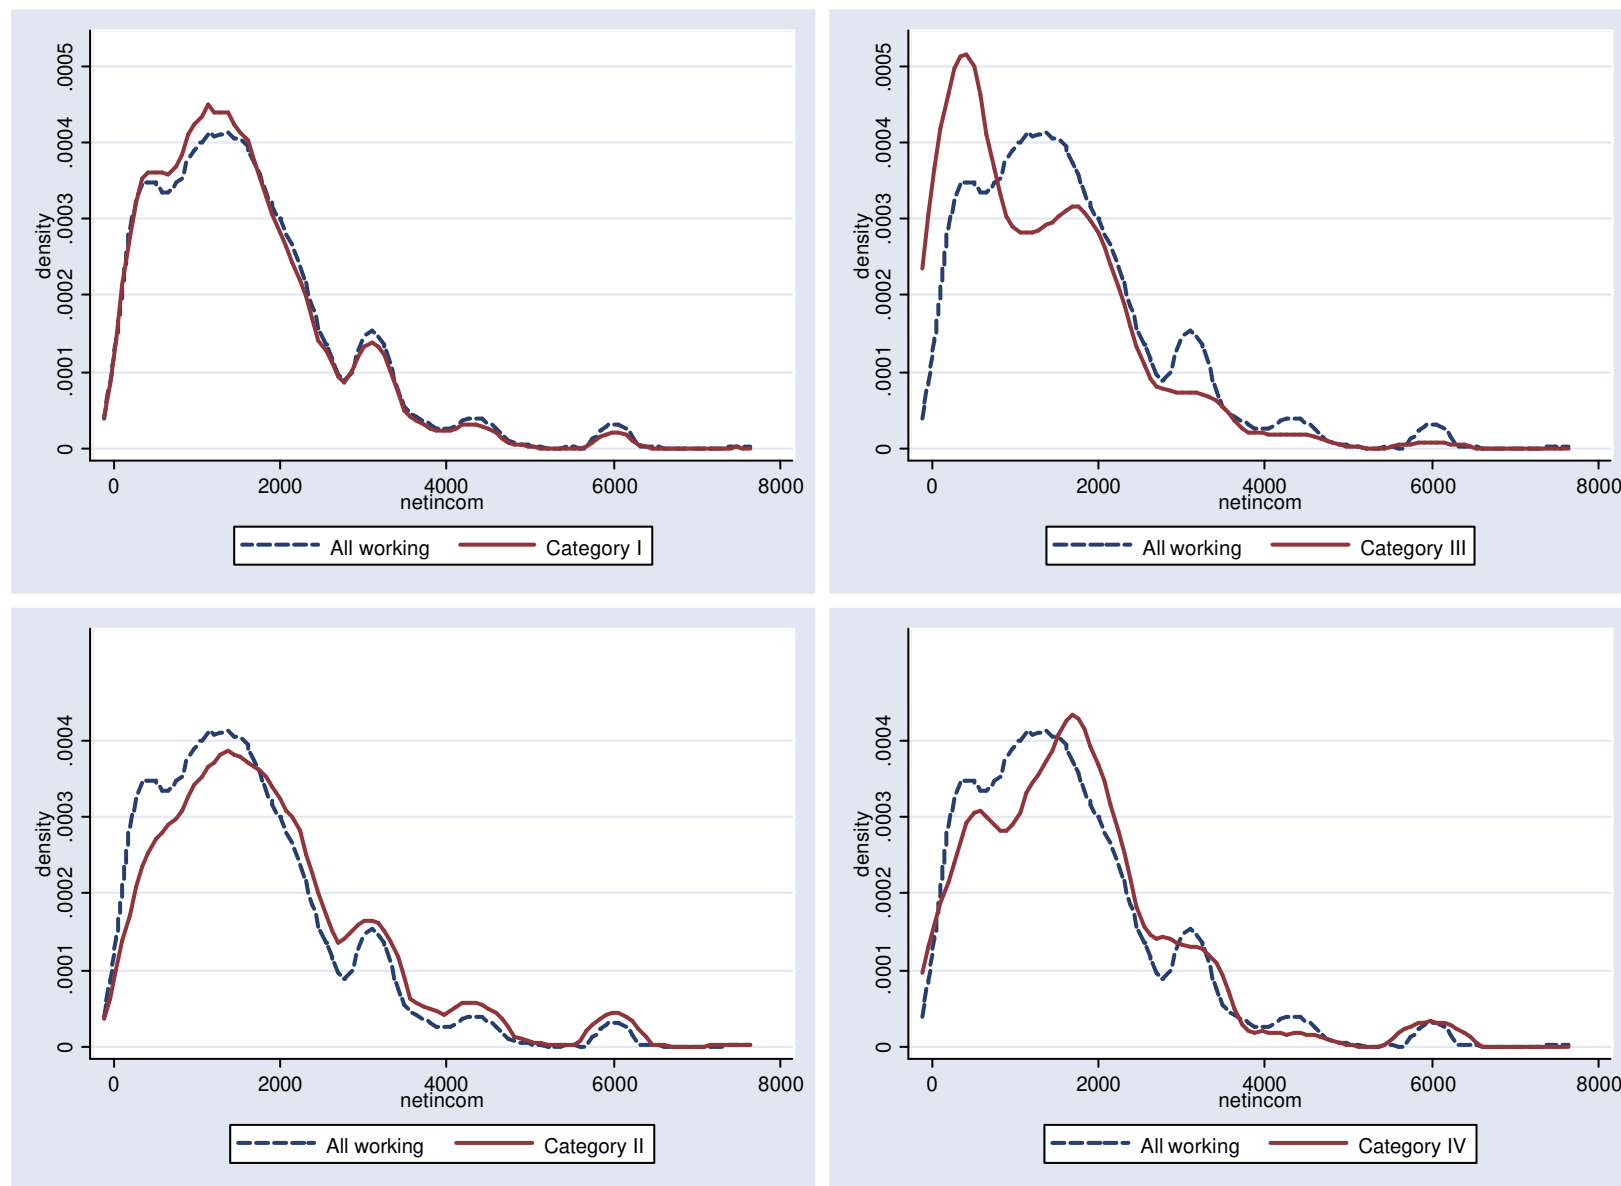 .0005
.0004
.0003
.0002
.0001
0
density
0 2000 4000 6000 8000
netincom
All working Category I
.0005
.0004
.0003
.0002
.0001
0
density
0 2000 4000 6000 8000
netincom
All working Category III
.0004
.0003
.0002
.0001
0
density
0 2000 4000 6000 8000
netincom
All working Category II
.0004
.0003
.0002
.0001
0
density
0 2000 4000 6000 8000
netincom
All working Category IV